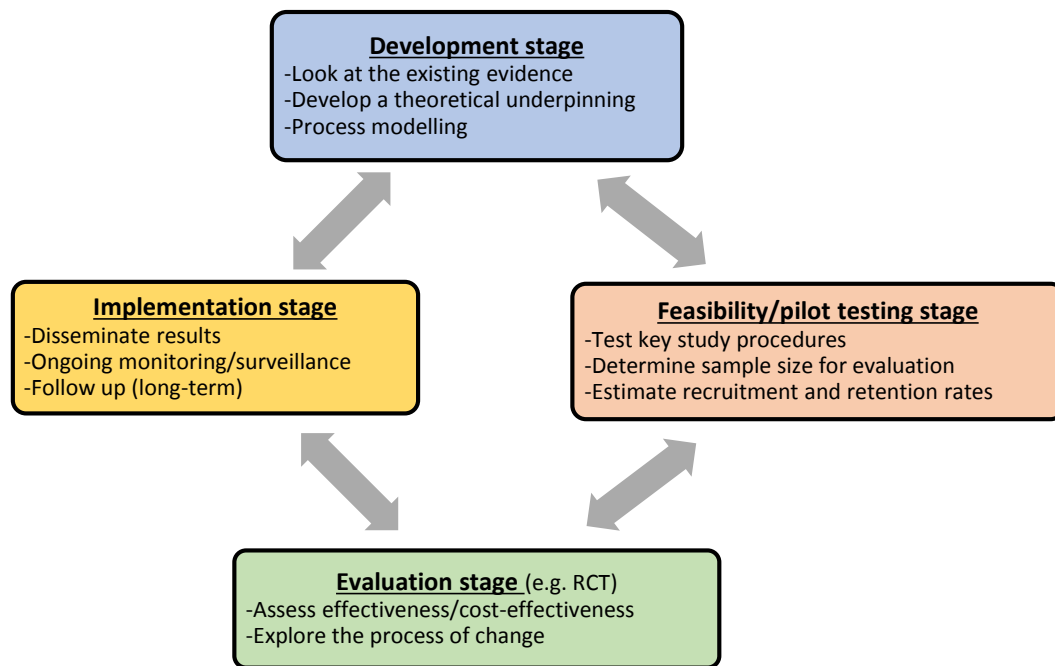 Development stage
-Look at the existing evidence
-Develop a theoretical underpinning
-Process modelling
Implementation stage
-Disseminate results
-Ongoing monitoring/surveillance
-Follow up (long-term)
Feasibility/pilot testing stage
-Test key study procedures
-Determine sample size for evaluation
-Estimate recruitment and retention rates
Evaluation stage (e.g. RCT)
-Assess effectiveness/cost-effectiveness
-Explore the process of change